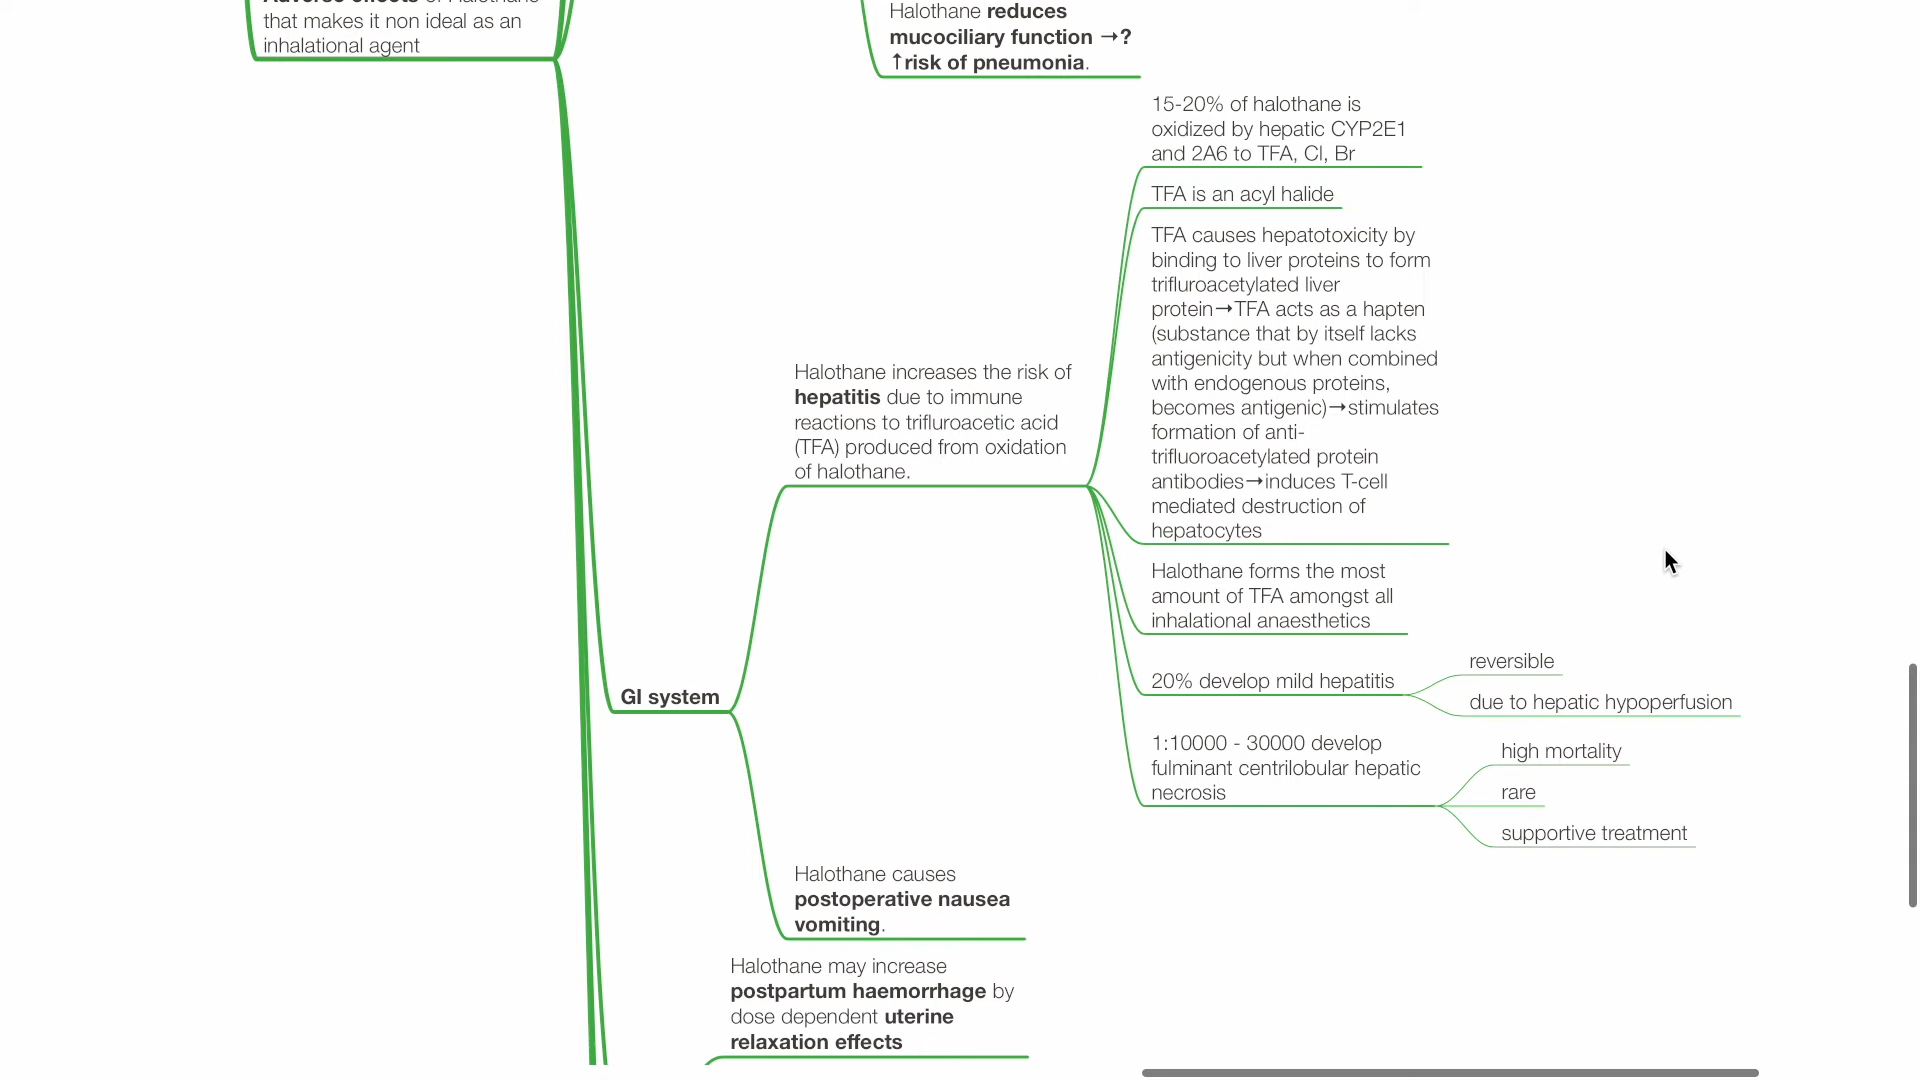 Adverse effects of Halothane
that makes it non ideal as an
inhalational agent
Halothane reduces
mucociliary function →?
↑risk of pneumonia.
15-20% of halothane is
oxidized by hepatic CYP2E1
and 2A6 to TFA, Cl, Br
TFA is an acyl halide
TFA causes hepatotoxicity by
binding to liver proteins to form
trifluroacetylated liver
protein→TFA acts as a hapten
(substance that by itself lacks
antigenicity but when combined
with endogenous proteins,
becomes antigenic)→stimulates
formation of anti-
trifluoroacetylated protein
antibodies→induces T-cell
mediated destruction of
hepatocytes
Halothane increases the risk of
hepatitis due to immune
reactions to trifluroacetic acid
(TFA) produced from oxidation
of halothane.
Halothane forms the most
amount of TFA amongst all
inhalational anaesthetics
20% develop mild hepatitis
reversible
due to hepatic hypoperfusion
GI system
1:10000 - 30000 develop
fulminant centrilobular hepatic
necrosis
high mortality
rare
supportive treatment
Halothane causes
postoperative nausea
vomiting.
Halothane may increase
postpartum haemorrhage by
dose dependent uterine
relaxation effects